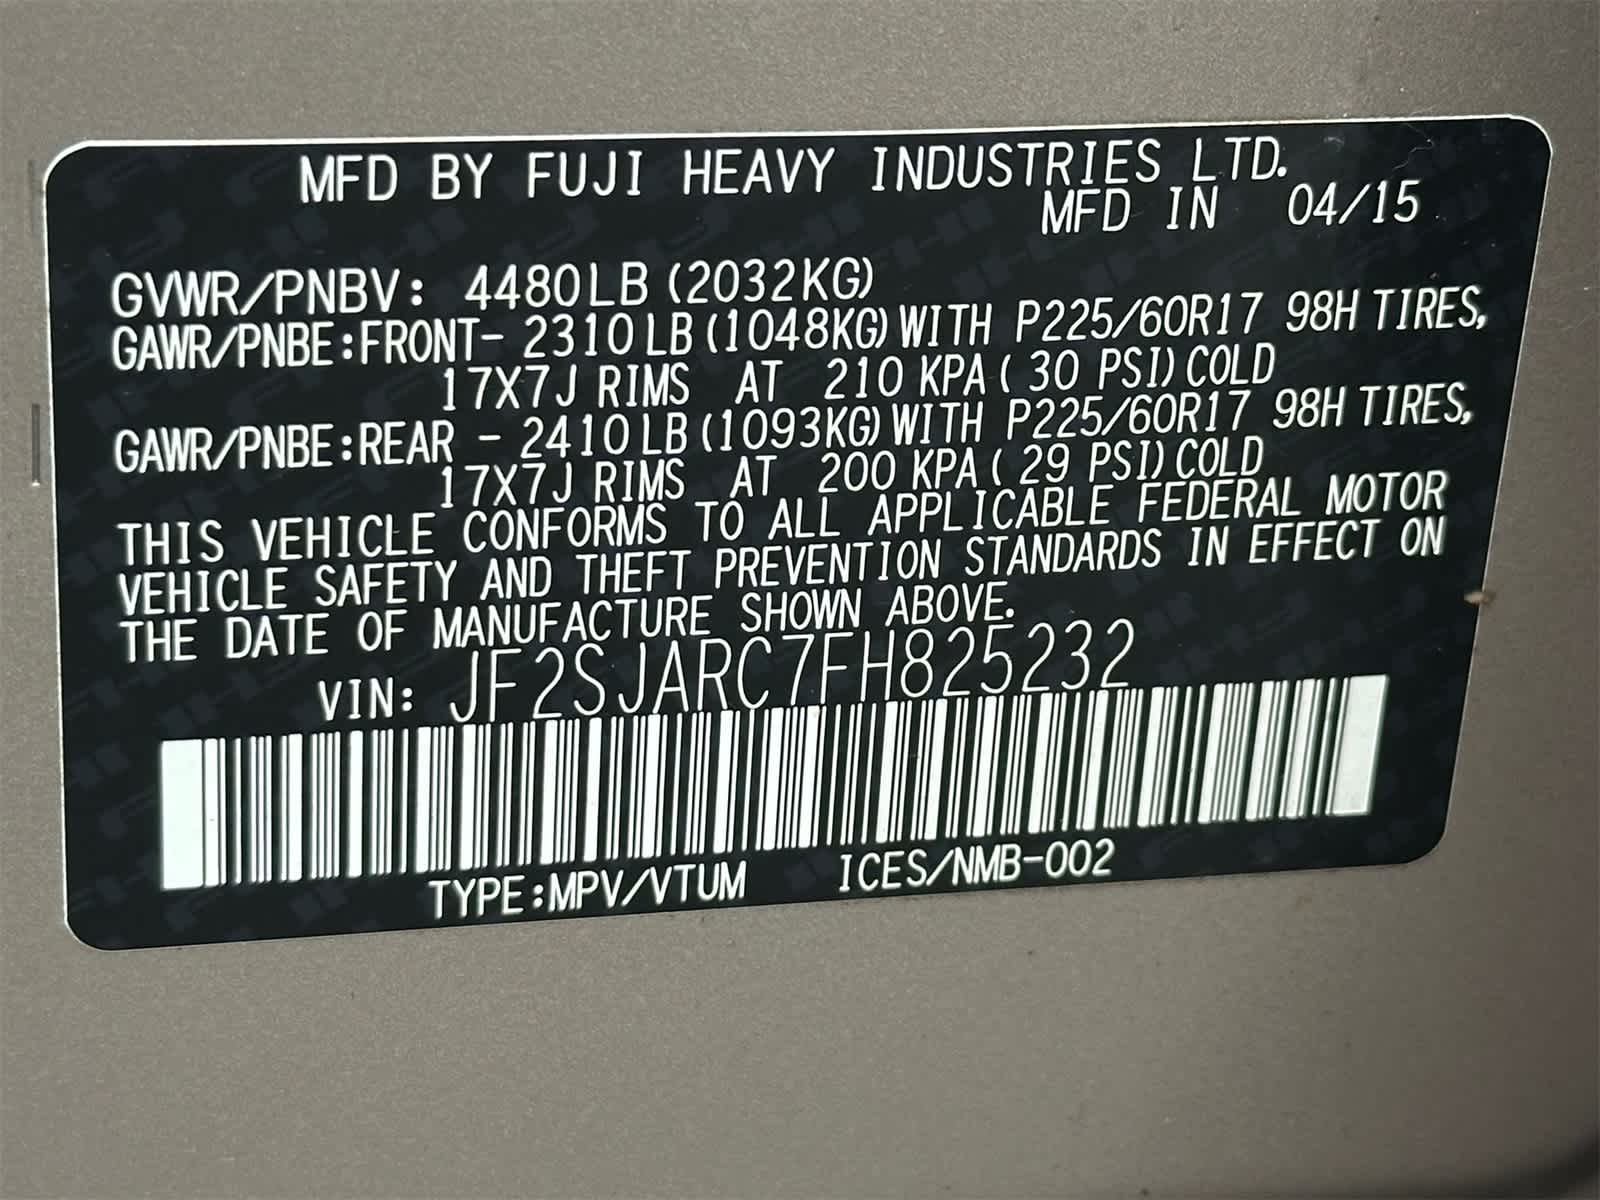 MFD BY FUJI HEAVY INDUSTRIES LTD.
MFD IN 04/15
GVWR/PNBV: 4480LB (2032KG)
GAWR/PNBE:FRONT- 2310LB (1048KG) WITH P225/60R17 98H TIRES,
17X7J RIMS AT 210 KPA ( 30 PSI) COLD
GAWR/PNBE:REAR - 2410LB (1093KG) WITH P225/60R17 98H TIRES,
17X7J RIMS AT 200 KPA ( 29 PSI) COLD
THIS VEHICLE CONFORMS TO ALL APPLICABLE FEDERAL MOTOR
VEHICLE SAFETY AND THEFT PREVENTION STANDARDS IN EFFECT ON
THE DATE OF MANUFACTURE SHOWN ABOVE.
VIN: JF2SJARC7FH825232
TYPE:MPV/VTUM ICES/NMB-002